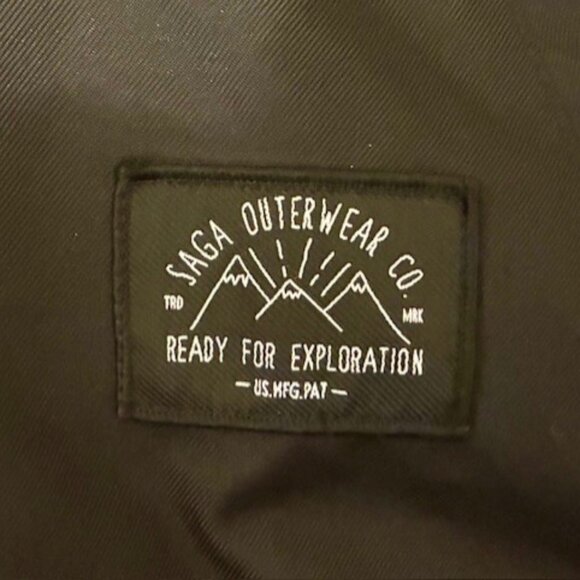 SAGA OUTERWEAR CO.
TRD MRK
READY FOR EXPLORATION
— US.MFG.PAT —